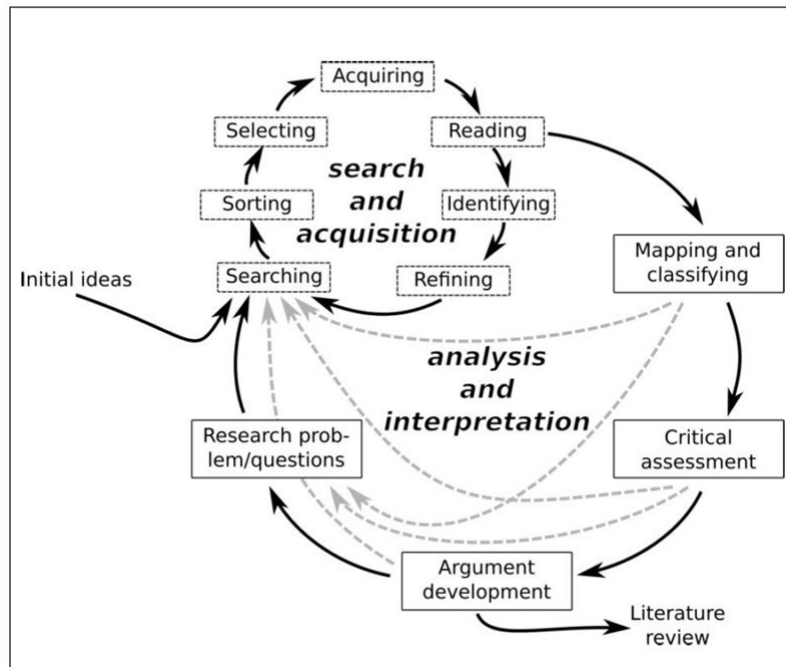 Acquiring
Selecting
Reading
search
and
acquisition
Sorting
Identifying
Searching
Refining
Initial ideas
Mapping and
classifying
analysis
and
interpretation
Research prob-
lem/questions
Critical
assessment
Argument
development
Literature
review